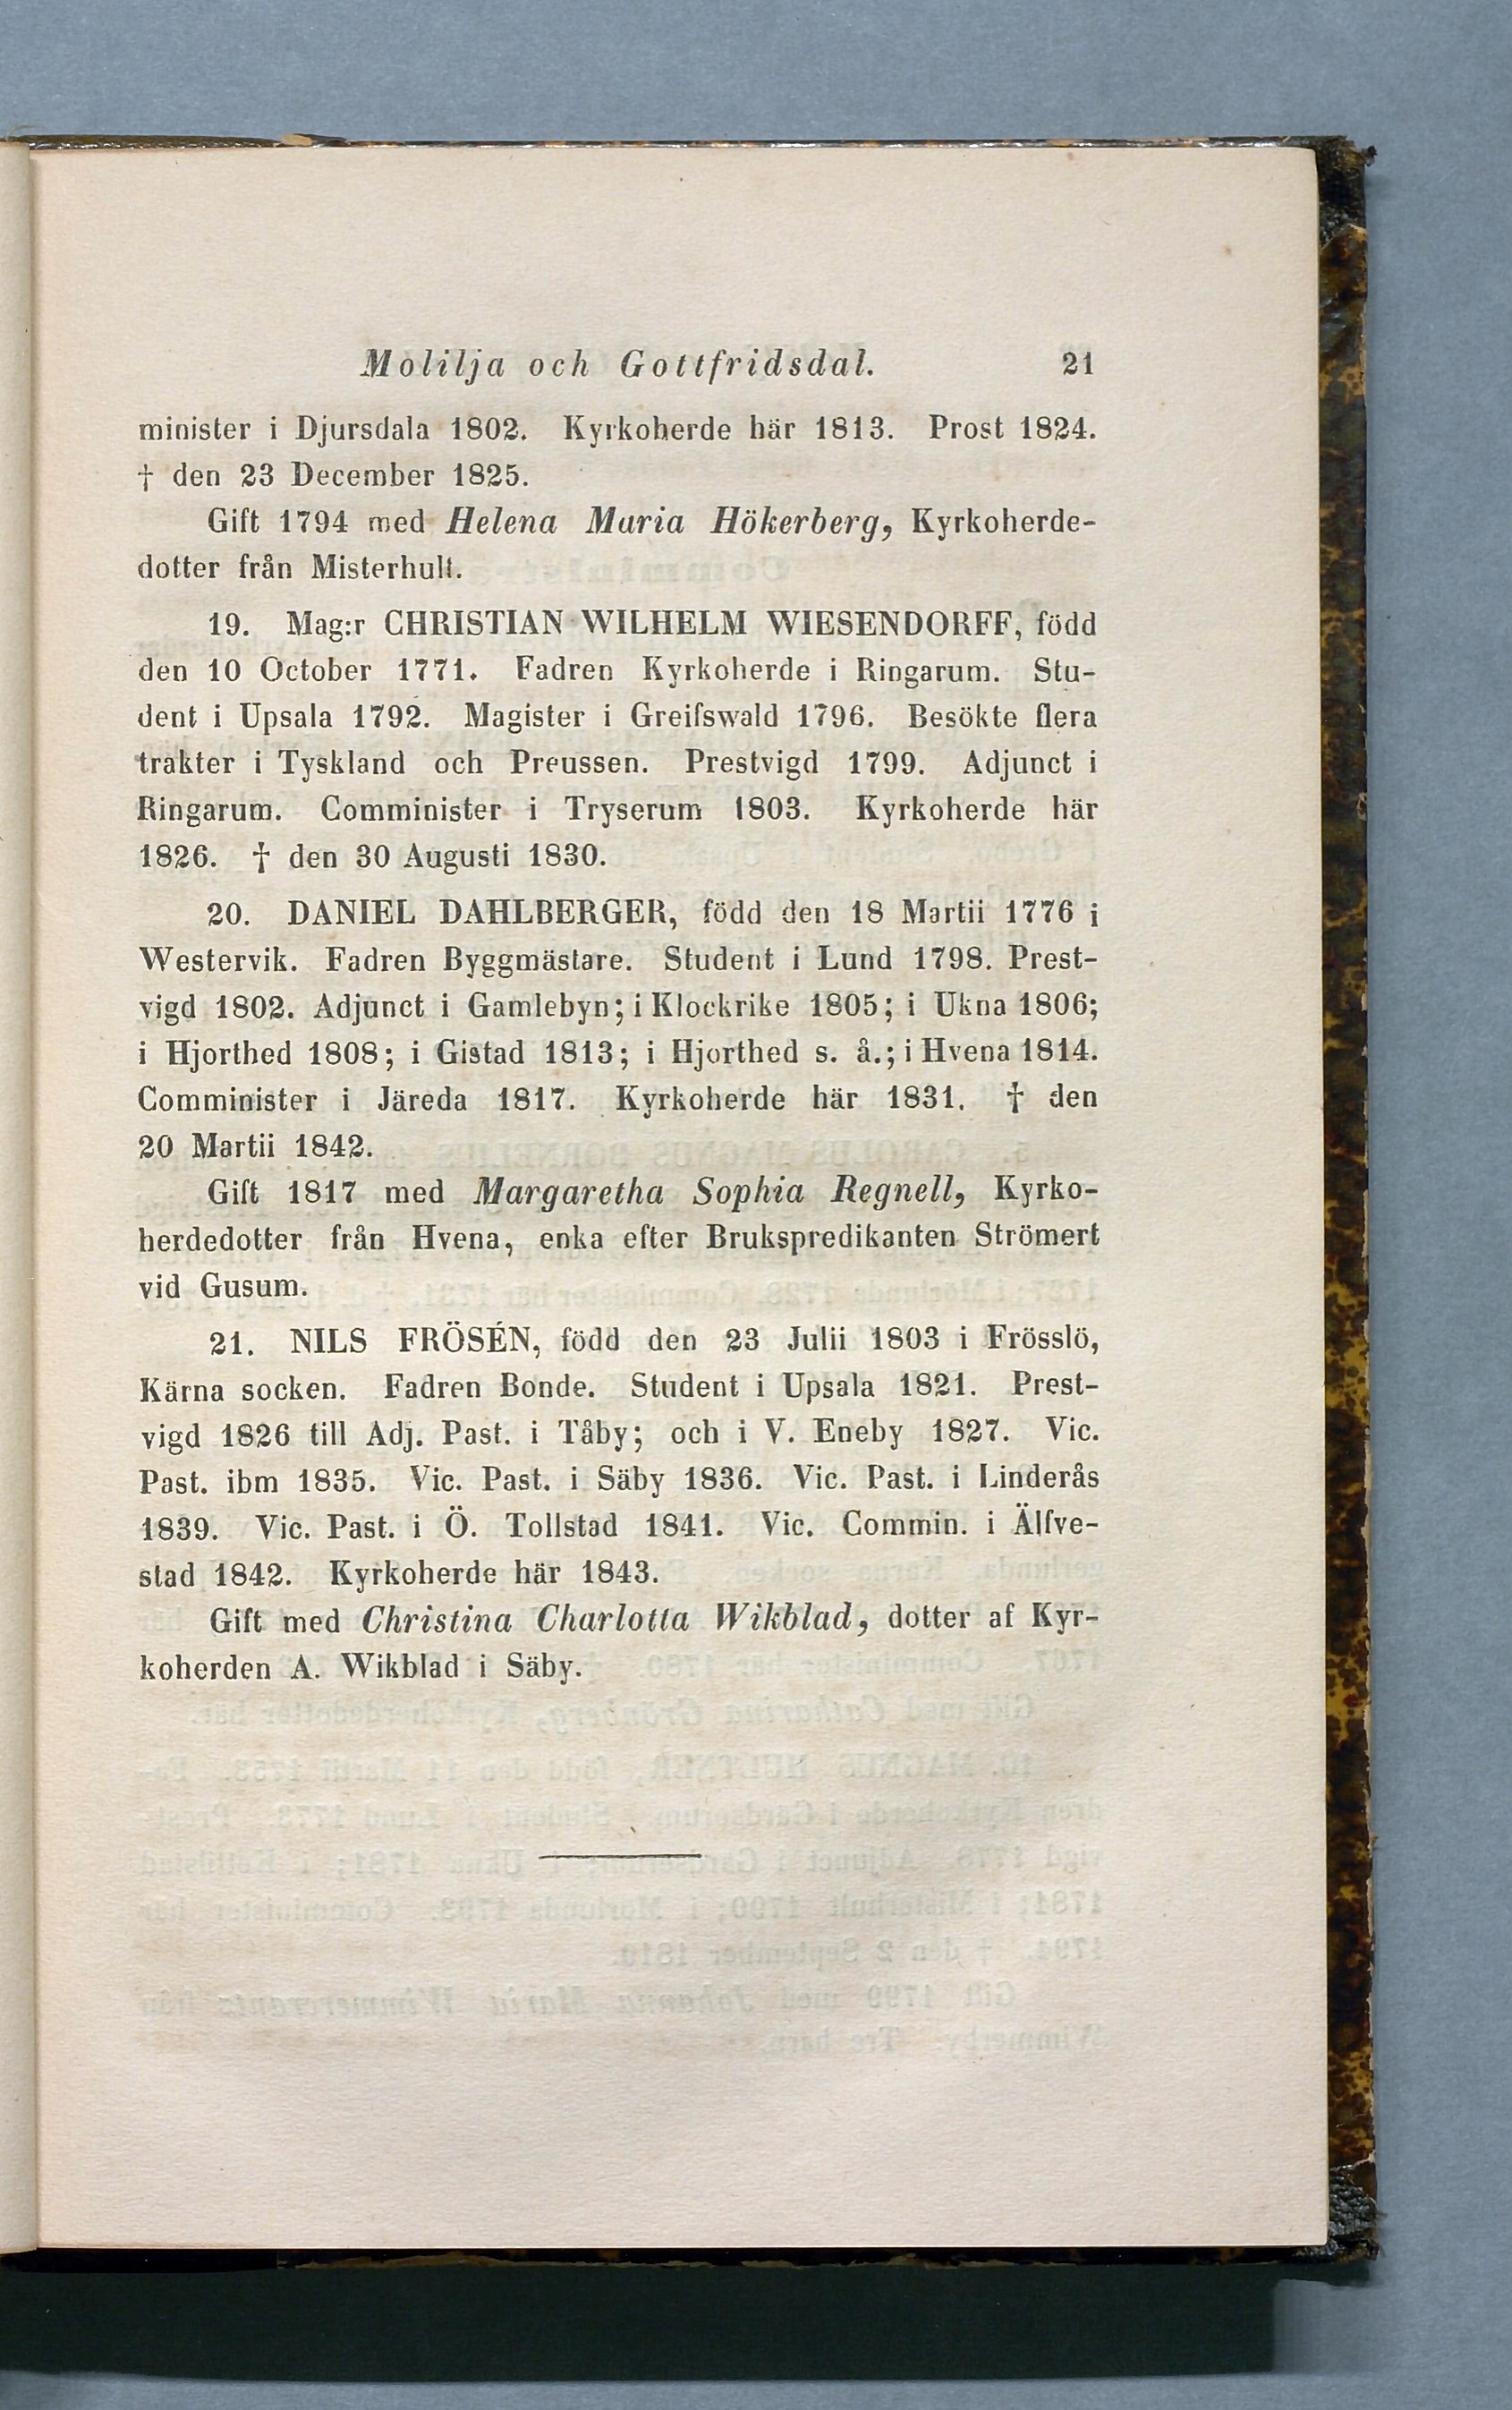 Molilja och Gottfridsdal. 21
minister i Djursdala 1802. Kyrkoherde här 1813. Prost 1824.
† den 23 December 1825.
Gift 1794 med Helena Maria Hökerberg, Kyrkoherde-
dotter från Misterhult.
19. Mag:r CHRISTIAN WILHELM WIESENDORFF, född
den 10 October 1771. Fadren Kyrkoherde i Ringarum. Stu-
dent i Upsala 1792. Magister i Greifswald 1796. Besökte flera
trakter i Tyskland och Preussen. Prestvigd 1799. Adjunct i
Ringarum. Comminister i Tryserum 1803. Kyrkoherde här
1826. † den 30 Augusti 1830.
20. DANIEL DAHLBERGER, född den 18 Martii 1776 i
Westervik. Fadren Byggmästare. Student i Lund 1798. Prest-
vigd 1802. Adjunct i Gamlebyn; i Klockrike 1805; i Ukna 1806;
i Hjorthed 1808; i Gistad 1813; i Hjorthed s. å.; i Hvena 1814.
Comminister i Järeda 1817. Kyrkoherde här 1831. † den
20 Martii 1842.
Gift 1817 med Margaretha Sophia Regnell, Kyrko-
herdedotter från Hvena, enka efter Brukspredikanten Strömert
vid Gusum.
21. NILS FRÖSÉN, född den 23 Julii 1803 i Frösslö,
Kärna socken. Fadren Bonde. Student i Upsala 1821. Prest-
vigd 1826 till Adj. Past. i Tåby; och i V. Eneby 1827. Vic.
Past. ibm 1835. Vic. Past. i Säby 1836. Vic. Past. i Linderås
1839. Vic. Past. i Ö. Tollstad 1841. Vic. Commin. i Älfve-
stad 1842. Kyrkoherde här 1843.
Gift med Christina Charlotta Wikblad, dotter af Kyr-
koherden A. Wikblad i Säby.